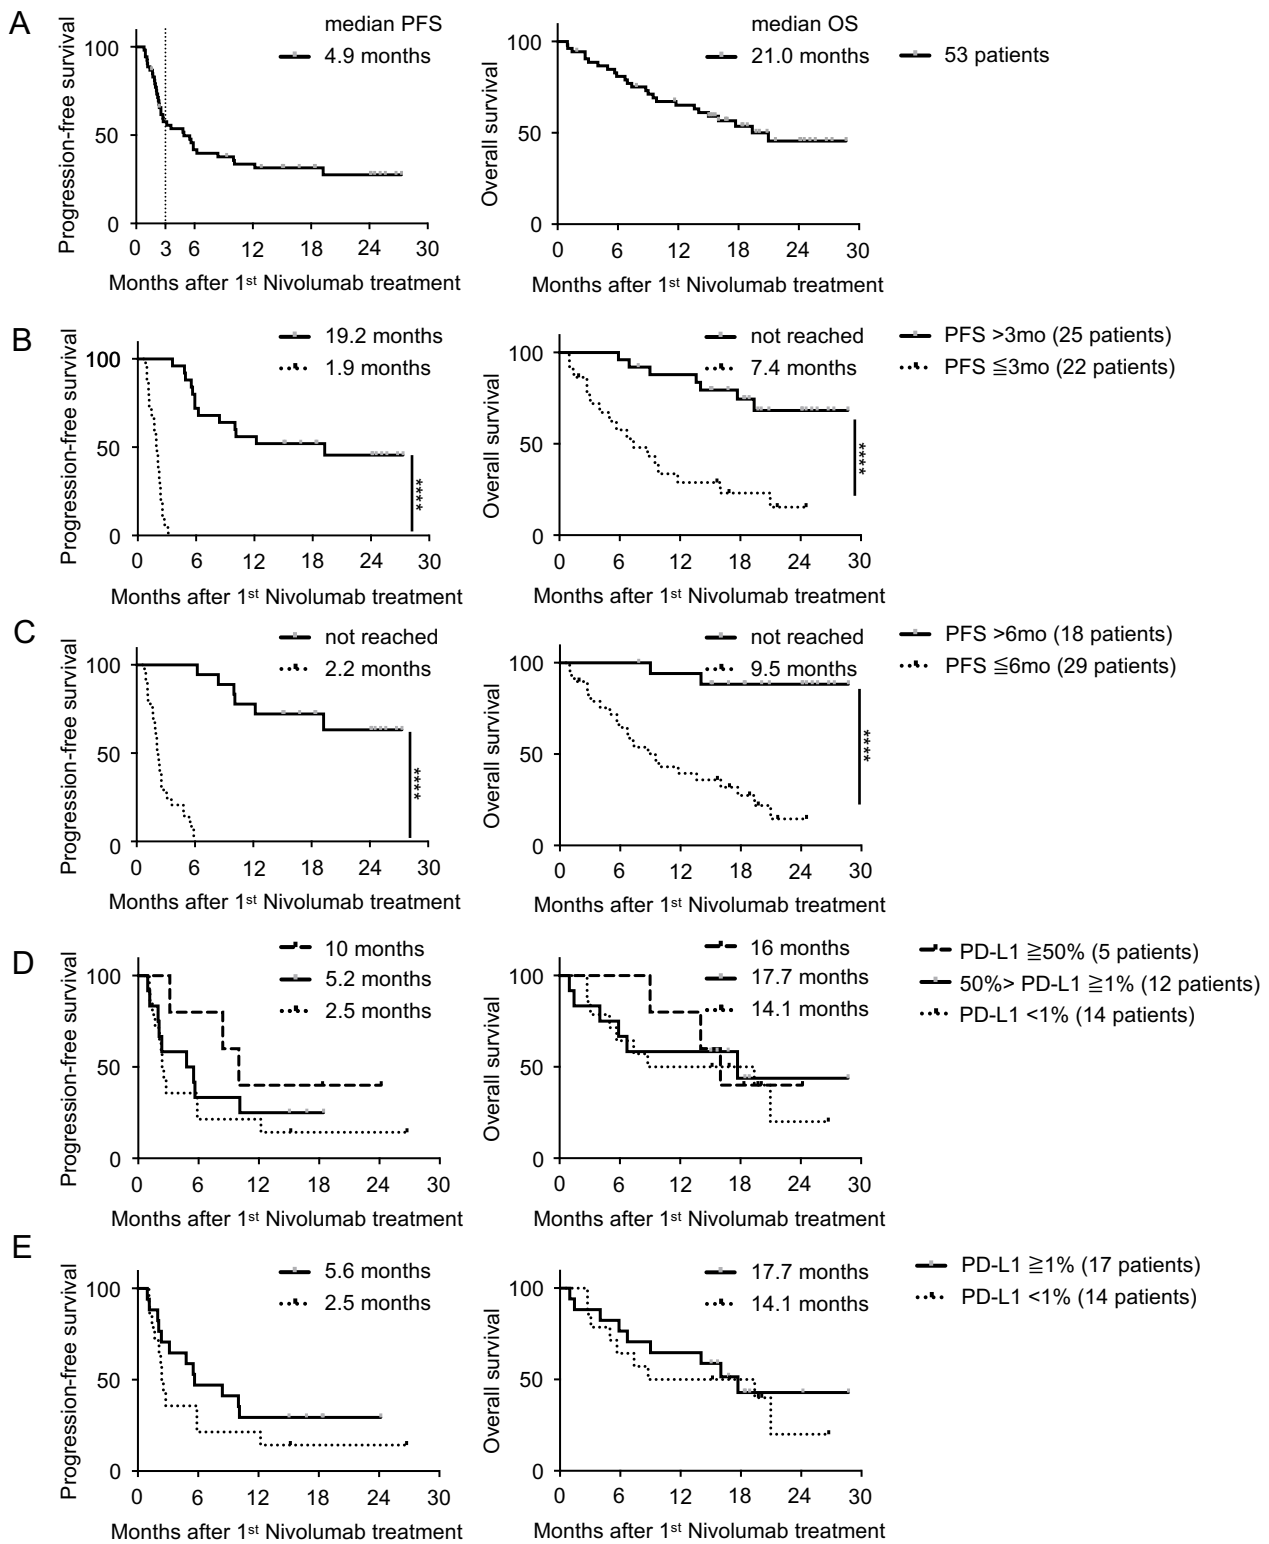 A
median PFS
4.9 months
median OS
21.0 months
53 patients
Progression-free survival
100
50
0
0 3 6 12 18 24 30
Months after 1st Nivolumab treatment
Overall survival
100
50
0
0 6 12 18 24 30
Months after 1st Nivolumab treatment
B
19.2 months
1.9 months
not reached
7.4 months
PFS >3mo (25 patients)
PFS ≦3mo (22 patients)
Progression-free survival
100
50
0
0 6 12 18 24 30
****
Months after 1st Nivolumab treatment
Overall survival
100
50
0
0 6 12 18 24 30
****
Months after 1st Nivolumab treatment
C
not reached
2.2 months
not reached
9.5 months
PFS >6mo (18 patients)
PFS ≦6mo (29 patients)
Progression-free survival
100
50
0
0 6 12 18 24 30
****
Months after 1st Nivolumab treatment
Overall survival
100
50
0
0 6 12 18 24 30
****
Months after 1st Nivolumab treatment
D
10 months
5.2 months
2.5 months
16 months
17.7 months
14.1 months
PD-L1 ≧50% (5 patients)
50%> PD-L1 ≧1% (12 patients)
PD-L1 <1% (14 patients)
Progression-free survival
100
50
0
0 6 12 18 24 30
Months after 1st Nivolumab treatment
Overall survival
100
50
0
0 6 12 18 24 30
Months after 1st Nivolumab treatment
E
5.6 months
2.5 months
17.7 months
14.1 months
PD-L1 ≧1% (17 patients)
PD-L1 <1% (14 patients)
Progression-free survival
100
50
0
0 6 12 18 24 30
Months after 1st Nivolumab treatment
Overall survival
100
50
0
0 6 12 18 24 30
Months after 1st Nivolumab treatment